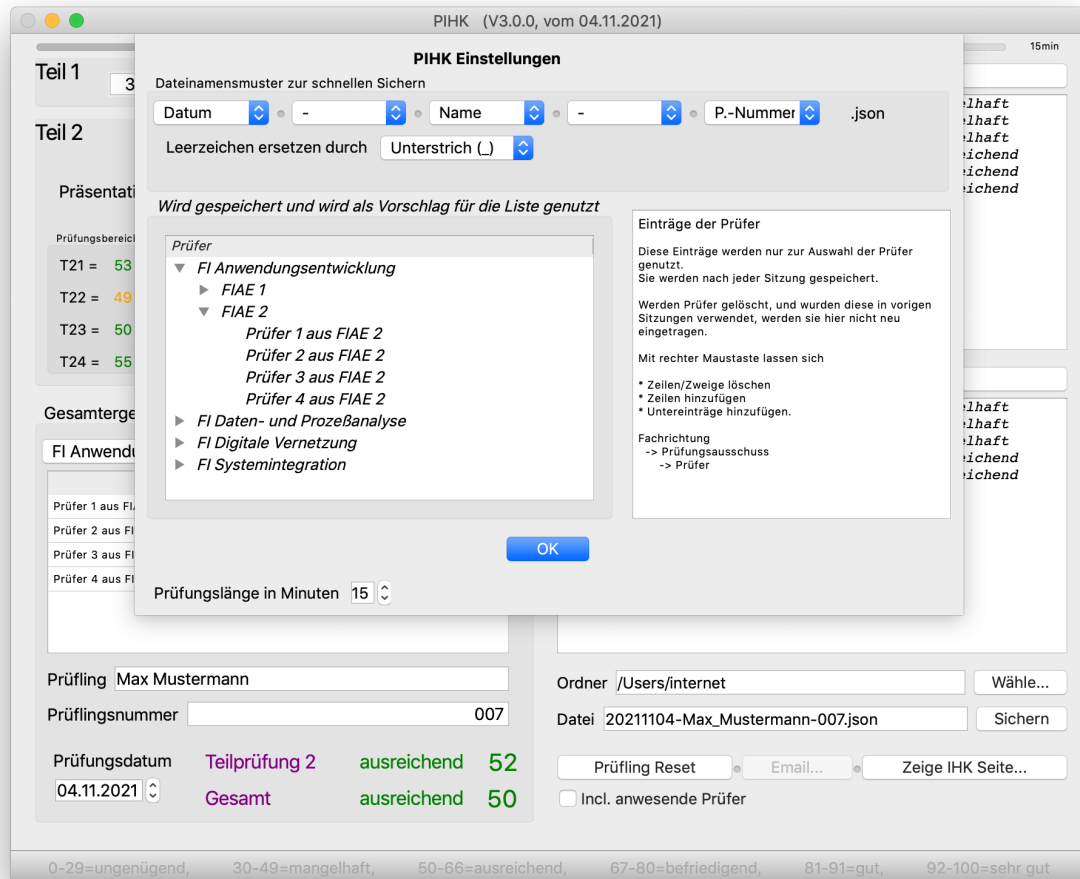 PIHK (V3.0.0, vom 04.11.2021)
15min
PIHK Einstellungen
Dateinamensmuster zur schnellen Sichern
Datum - Name - P.-Nummer .json
Leerzeichen ersetzen durch Unterstrich (_)
Wird gespeichert und wird als Vorschlag für die Liste genutzt
Prüfer
FI Anwendungsentwicklung
FIAE 1
FIAE 2
Prüfer 1 aus FIAE 2
Prüfer 2 aus FIAE 2
Prüfer 3 aus FIAE 2
Prüfer 4 aus FIAE 2
FI Daten- und Prozeßanalyse
FI Digitale Vernetzung
FI Systemintegration
Einträge der Prüfer
Diese Einträge werden nur zur Auswahl der Prüfer
genutzt.
Sie werden nach jeder Sitzung gespeichert.
Werden Prüfer gelöscht, und wurden diese in vorigen
Sitzungen verwendet, werden sie hier nicht neu
eingetragen.
Mit rechter Maustaste lassen sich
* Zeilen/Zweige löschen
* Zeilen hinzufügen
* Untereinträge hinzufügen.
Fachrichtung
-> Prüfungsausschuss
-> Prüfer
OK
Prüfungslänge in Minuten 15
Teil 1
3
Teil 2
Präsentati
Prüfungsbereich
T21 = 53
T22 = 49
T23 = 50
T24 = 55
Gesamterge
FI Anwendu
Prüfer 1 aus FI
Prüfer 2 aus FI
Prüfer 3 aus FI
Prüfer 4 aus FI
elhaft
elhaft
elhaft
eichend
eichend
eichend
elhaft
elhaft
elhaft
eichend
eichend
Prüfling Max Mustermann
Prüflingsnummer 007
Prüfungsdatum
04.11.2021
Teilprüfung 2 ausreichend 52
Gesamt ausreichend 50
Ordner /Users/internet Wähle...
Datei 20211104-Max_Mustermann-007.json Sichern
Prüfling Reset Email... Zeige IHK Seite...
Incl. anwesende Prüfer
0-29=ungenügend, 30-49=mangelhaft, 50-66=ausreichend, 67-80=befriedigend, 81-91=gut, 92-100=sehr gut